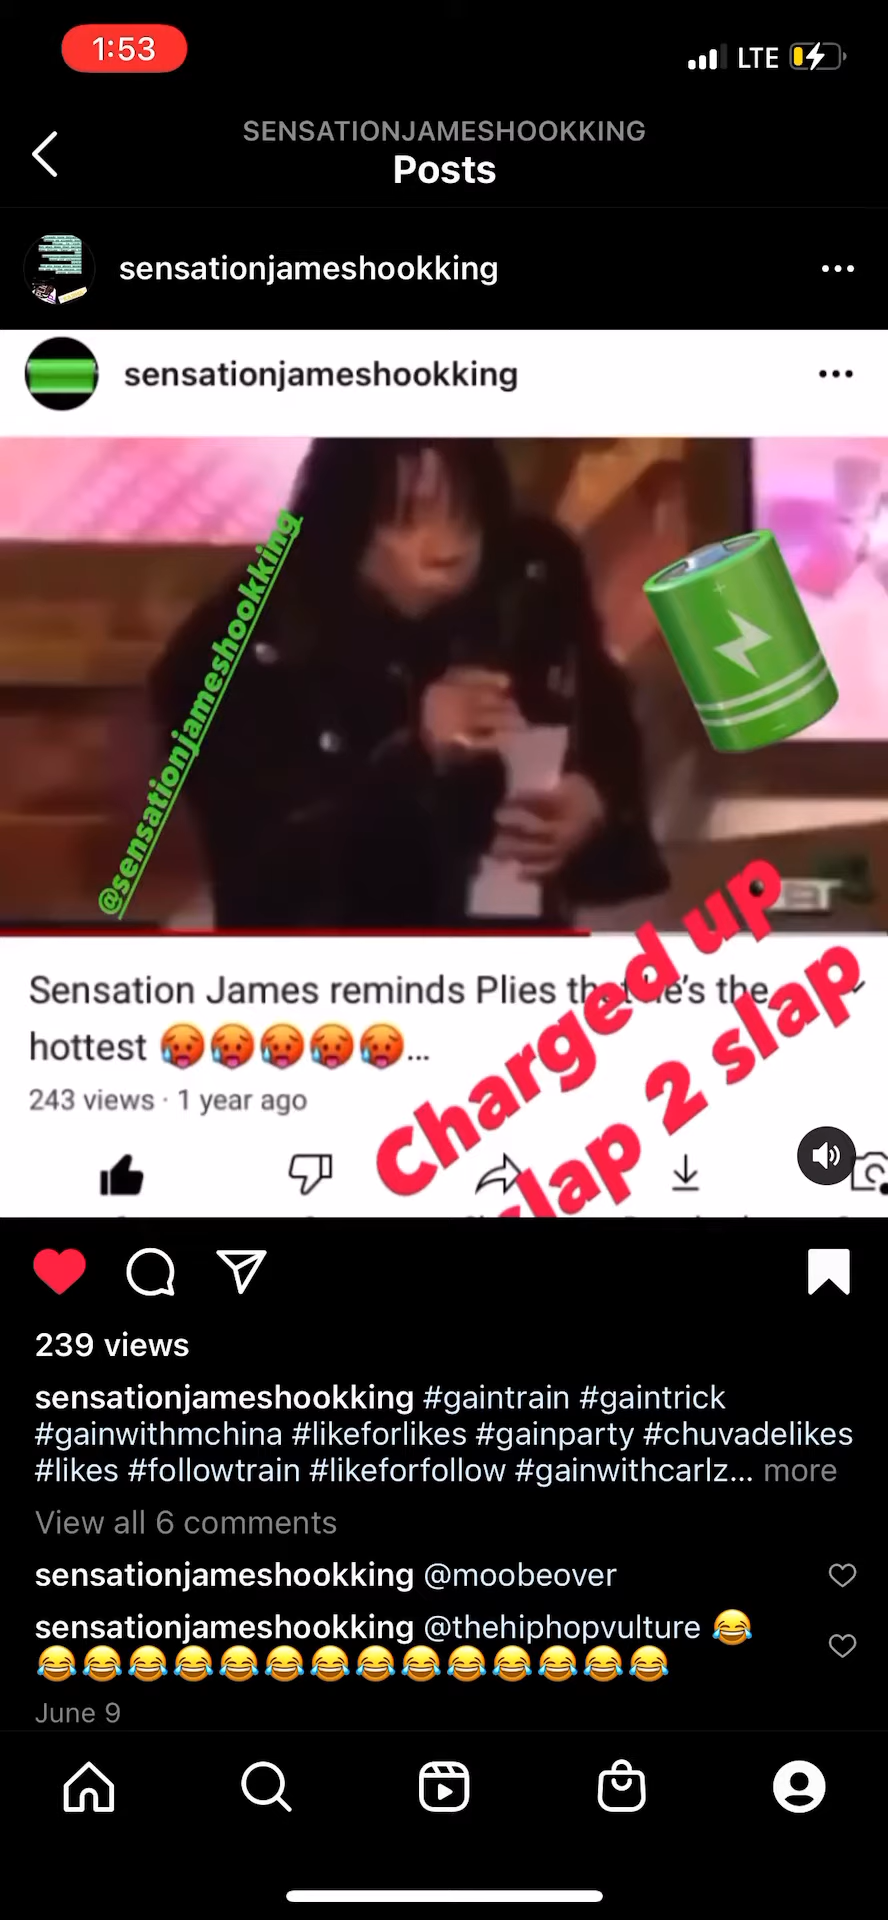 1:53
LTE
SENSATIONJAMESHOOKKING
Posts
sensationjameshookking
sensationjameshookking
@sensationjameshookking
Charged up
slap 2 slap
Sensation James reminds Plies that he's the
hottest 🥵🥵🥵🥵🥵...
243 views · 1 year ago
239 views
sensationjameshookking #gaintrain #gaintrick
#gainwithmchina #likeforlikes #gainparty #chuvadelikes
#likes #followtrain #likeforfollow #gainwithcarlz... more
View all 6 comments
sensationjameshookking @moobeover
sensationjameshookking @thehiphopvulture 😂
😂😂😂😂😂😂😂😂😂😂😂😂😂😂
June 9